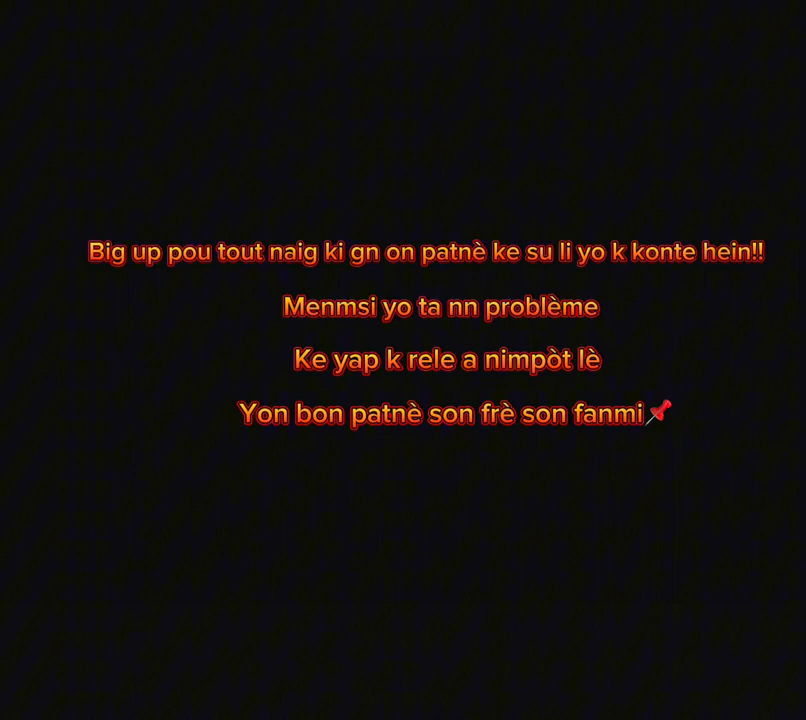 Big up pou tout naig ki gn on patnè ke su li yo k konte hein!!
Menmsi yo ta nn problème
Ke yap k rele a nimpòt lè
Yon bon patnè son frè son fanmi📌